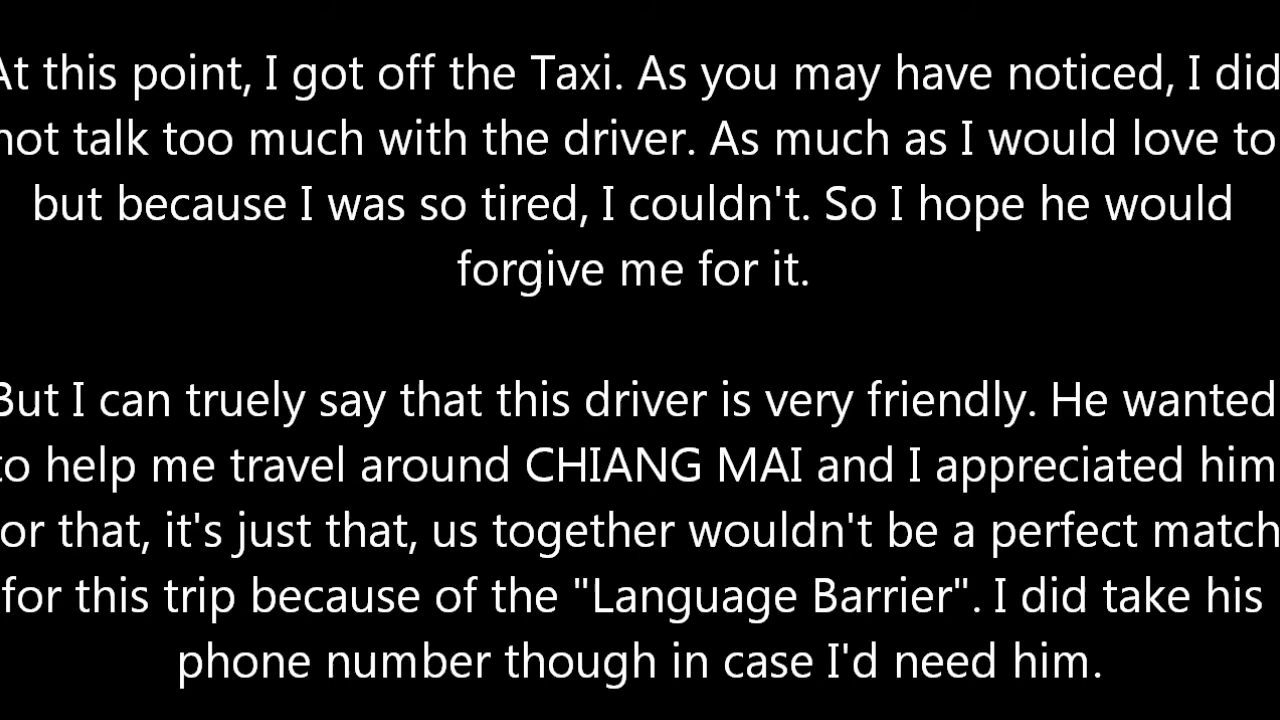 At this point, I got off the Taxi. As you may have noticed, I did
not talk too much with the driver. As much as I would love to
but because I was so tired, I couldn't. So I hope he would
forgive me for it.
But I can truely say that this driver is very friendly. He wanted
to help me travel around CHIANG MAI and I appreciated him
for that, it's just that, us together wouldn't be a perfect match
for this trip because of the "Language Barrier". I did take his
phone number though in case I'd need him.